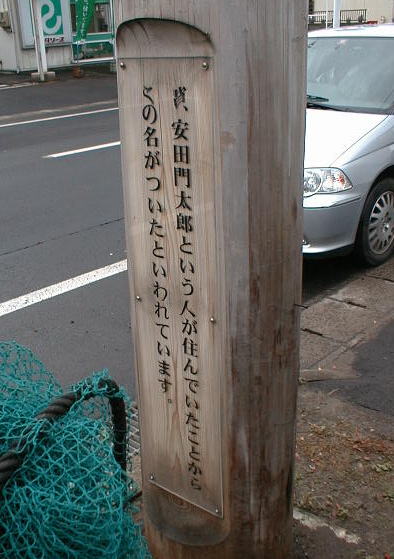 昔、安田門太郎という人が住んでいたことから
この名がついたといわれています。